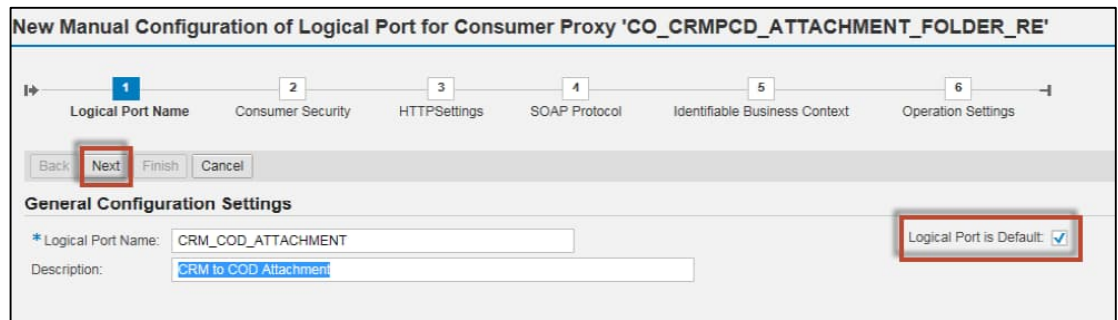 New Manual Configuration of Logical Port for Consumer Proxy 'CO_CRMPCD_ATTACHMENT_FOLDER_RE'
1 2 3 4 5 6
Logical Port Name Consumer Security HTTPSettings SOAP Protocol Identifiable Business Context Operation Settings
Back Next Finish Cancel
General Configuration Settings
* Logical Port Name: CRM_COD_ATTACHMENT Logical Port is Default:
Description: CRM to COD Attachment